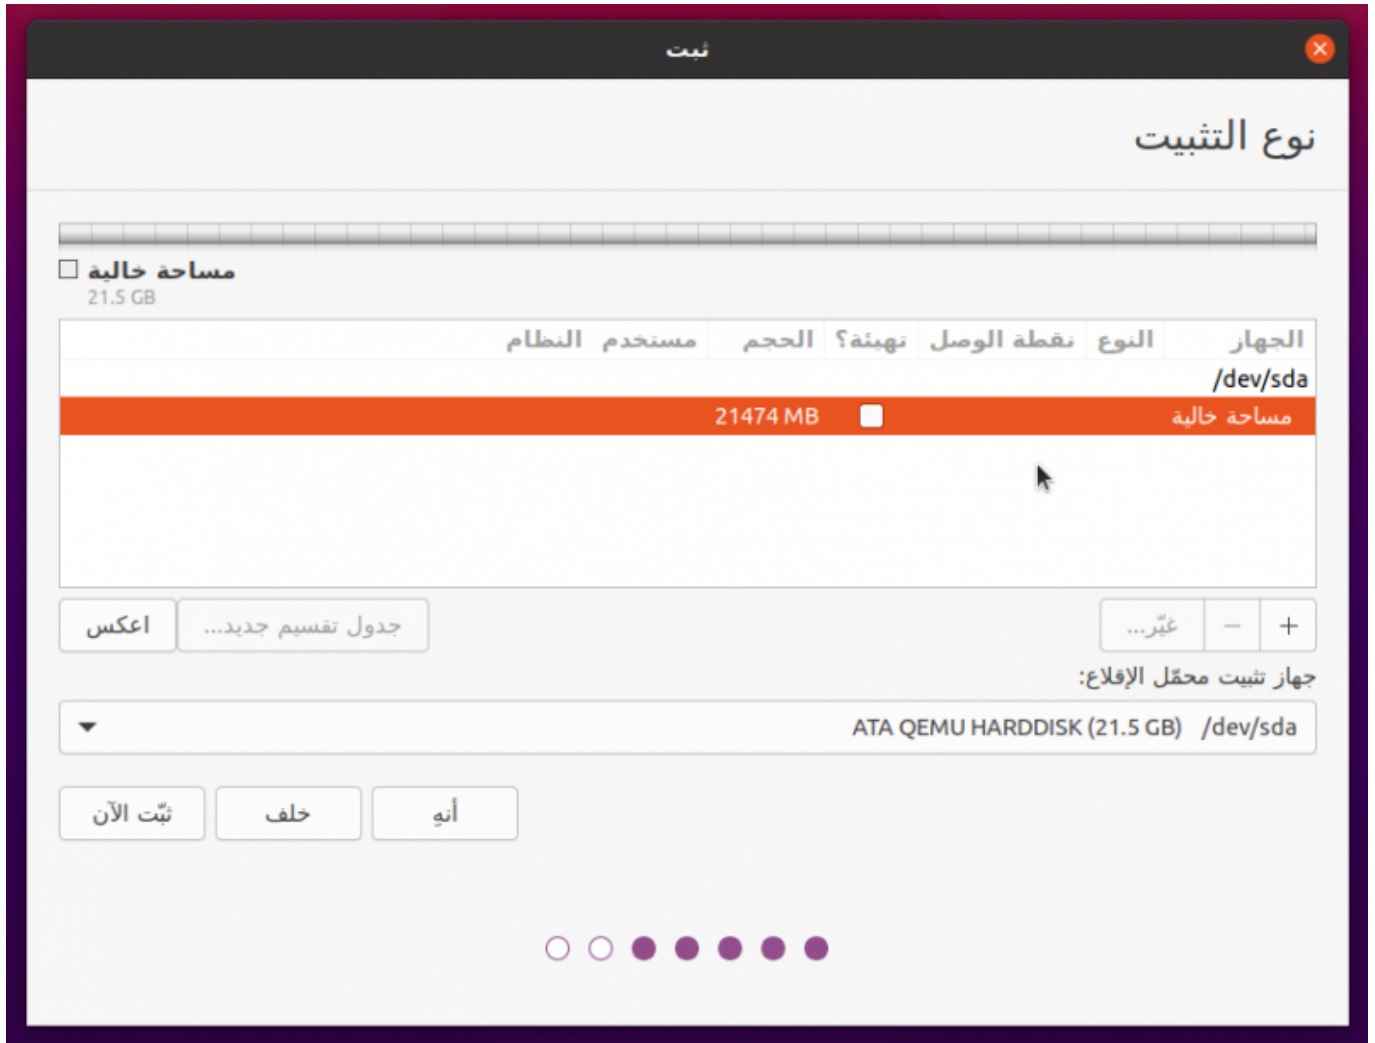 ثبت
نوع التثبيت
مساحة خالية
21.5 GB
الجهاز النوع نقطة الوصل تهيئة؟ الحجم مستخدم النظام
/dev/sda
مساحة خالية 21474 MB
+ − غيّر... جدول تقسيم جديد... اعكس
جهاز تثبيت محمّل الإقلاع:
/dev/sda ATA QEMU HARDDISK (21.5 GB)
أنهِ خلف ثبّت الآن